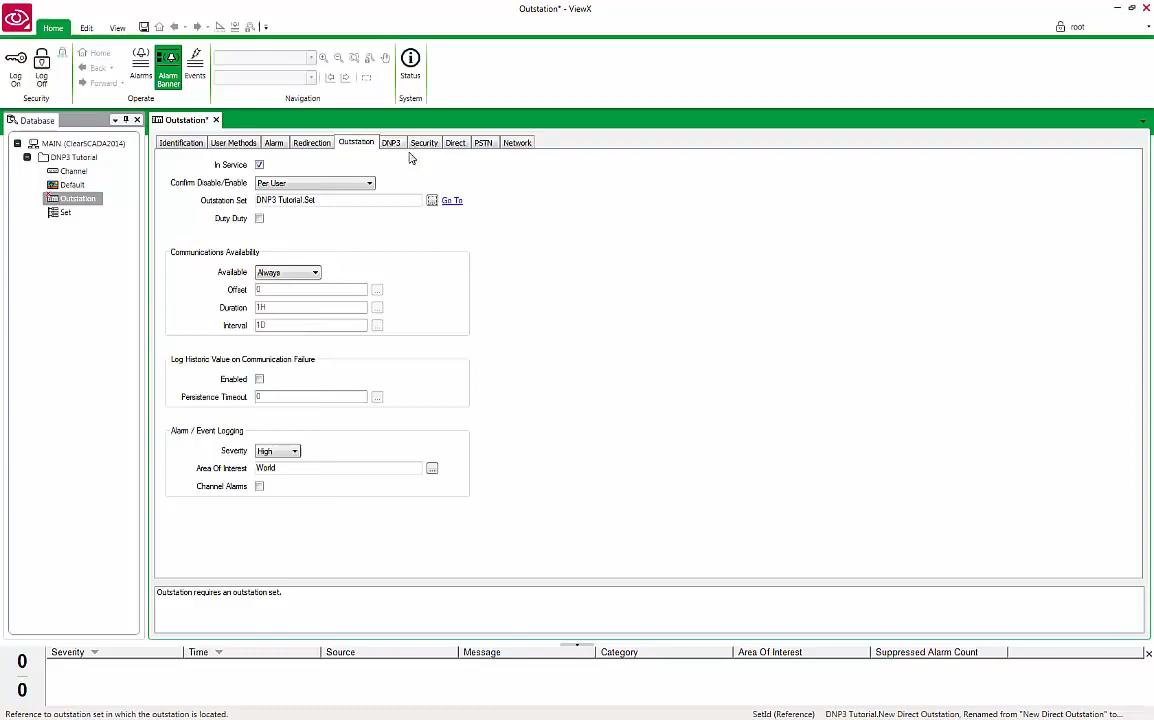 Outstation* - ViewX
Home Edit View
root
Log On
Log Off
Home
Back
Forward
Alarms
Alarm Banner
Events
Status
Security Operate Navigation System
Database
Outstation*
MAIN (ClearSCADA2014)
DNP3 Tutorial
Channel
Default
Outstation
Set
Identification User Methods Alarm Redirection Outstation DNP3 Security Direct PSTN Network
In Service
Confirm Disable/Enable Per User
Outstation Set DNP3 Tutorial.Set ... Go To
Duty Duty
Communications Availability
Available Always
Offset 0 ...
Duration 1H ...
Interval 1D ...
Log Historic Value on Communication Failure
Enabled
Persistence Timeout 0 ...
Alarm / Event Logging
Severity High
Area Of Interest World ...
Channel Alarms
Outstation requires an outstation set.
0 Severity Time Source Message Category Area Of Interest Suppressed Alarm Count
0
Reference to outstation set in which the outstation is located. SetId (Reference) DNP3 Tutorial.New Direct Outstation, Renamed from "New Direct Outstation" to...